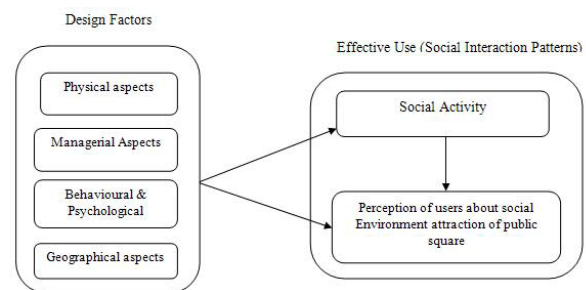 Design Factors
Physical aspects
Managerial Aspects
Behavioural &
Psychological
Geographical aspects
Effective Use (Social Interaction Patterns)
Social Activity
Perception of users about social
Environment attraction of public
square